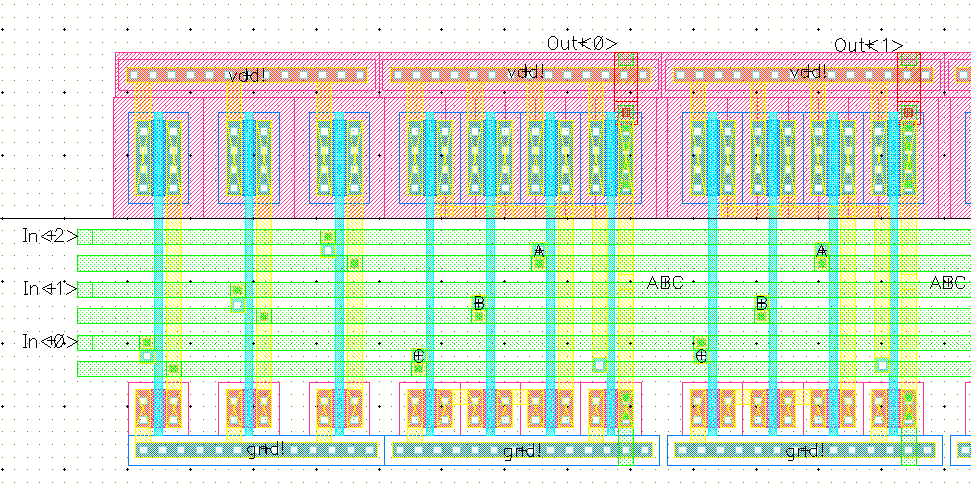 Out<0> Out<1>
vdd! vdd! vdd!
In<2>
A A
ABC ABC
In<1>
B B
In<0>
C C
gnd! gnd! gnd!